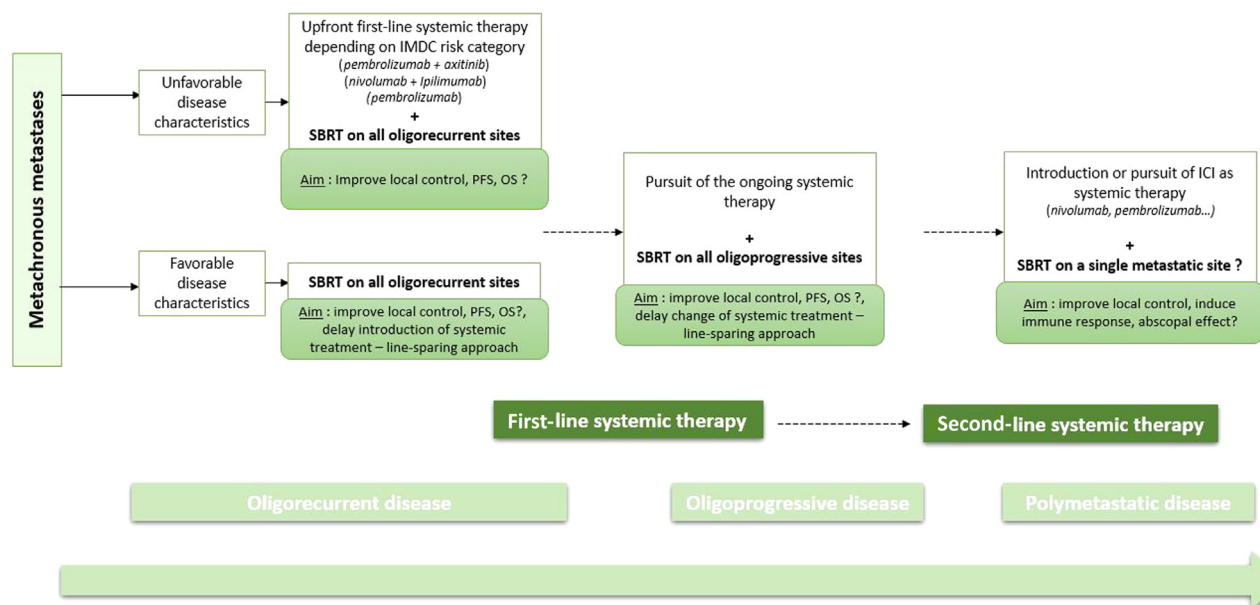 Metachronous metastases
Unfavorable
disease
characteristics
Upfront first-line systemic therapy
depending on IMDC risk category
(pembrolizumab + axitinib)
(nivolumab + Ipilimumab)
(pembrolizumab)
+
SBRT on all oligorecurrent sites
Aim : Improve local control, PFS, OS ?
Favorable
disease
characteristics
SBRT on all oligorecurrent sites
Aim : improve local control, PFS, OS?,
delay introduction of systemic
treatment – line-sparing approach
Pursuit of the ongoing systemic
therapy
+
SBRT on all oligoprogressive sites
Aim : improve local control, PFS, OS ?,
delay change of systemic treatment –
line-sparing approach
Introduction or pursuit of ICI as
systemic therapy
(nivolumab, pembrolizumab...)
+
SBRT on a single metastatic site ?
Aim : improve local control, induce
immune response, abscopal effect?
First-line systemic therapy
Second-line systemic therapy
Oligorecurrent disease
Oligoprogressive disease
Polymetastatic disease